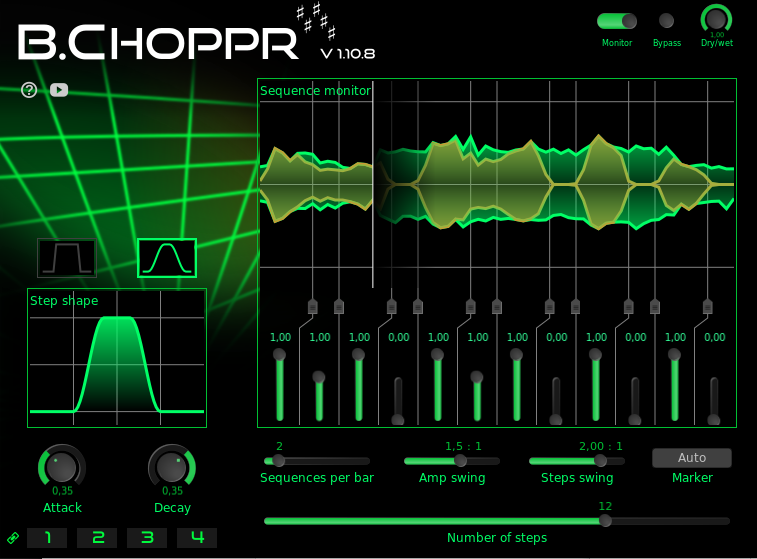 B.CHOPPR
V 1.10.8
Monitor
Bypass
1,00
Dry/wet
Sequence monitor
Step shape
1,00 1,00 1,00 0,00 1,00 1,00 1,00 0,00 1,00 0,00 1,00 0,00
2
1,5 : 1
2,00 : 1
Auto
Sequences per bar
Amp swing
Steps swing
Marker
0,35
0,35
Attack
Decay
12
Number of steps
1 2 3 4